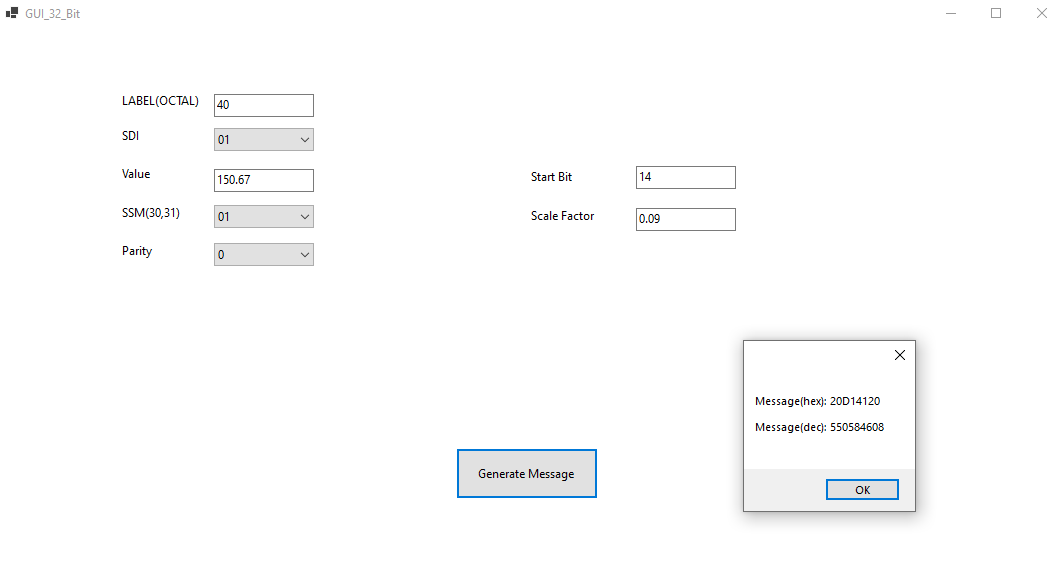 GUI_32_Bit
LABEL(OCTAL) 40
SDI 01
Value 150.67
SSM(30,31) 01
Parity 0
Start Bit 14
Scale Factor 0.09
Message(hex): 20D14120
Message(dec): 550584608
OK
Generate Message